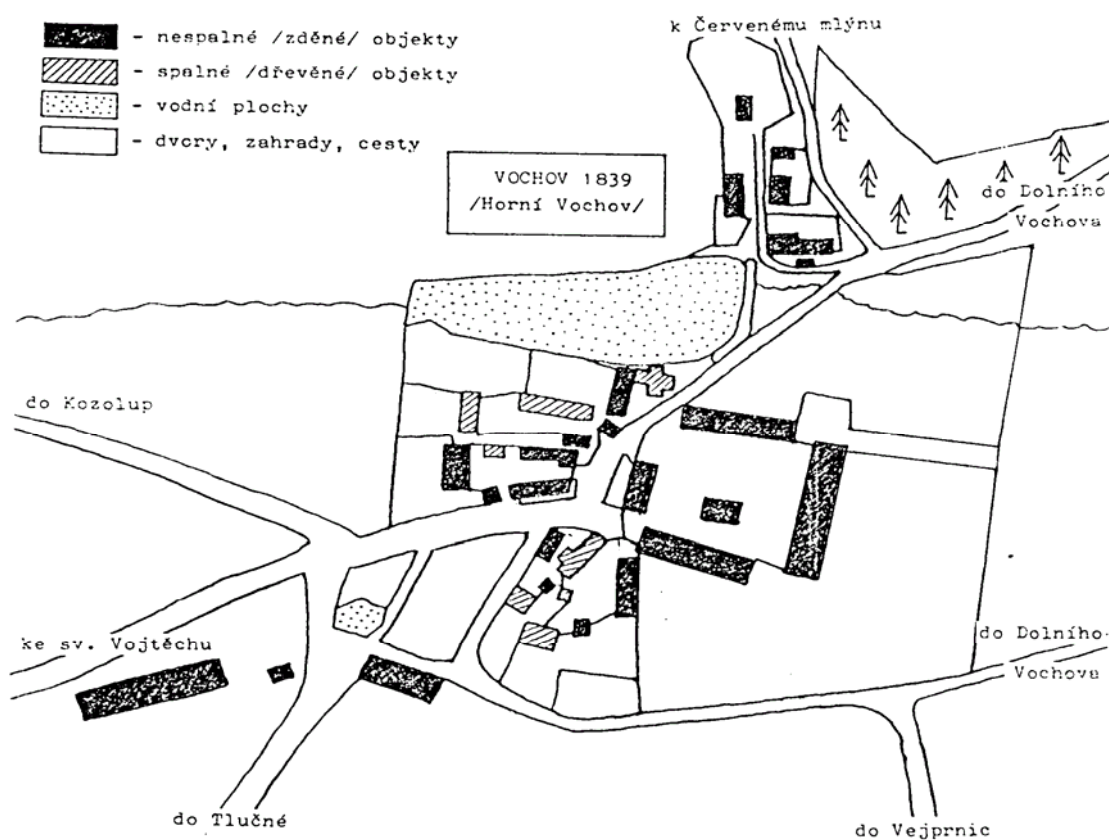 - nespalné /zděné/ objekty
- spalné /dřevěné/ objekty
- vodní plochy
- dvory, zahrady, cesty
k Červenému mlýnu
VOCHOV 1839
/Horní Vochov/
do Dolního
Vochova
do Kozolup
ke sv. Vojtěchu
do Dolního
Vochova
do Tlučné
do Vejprnic